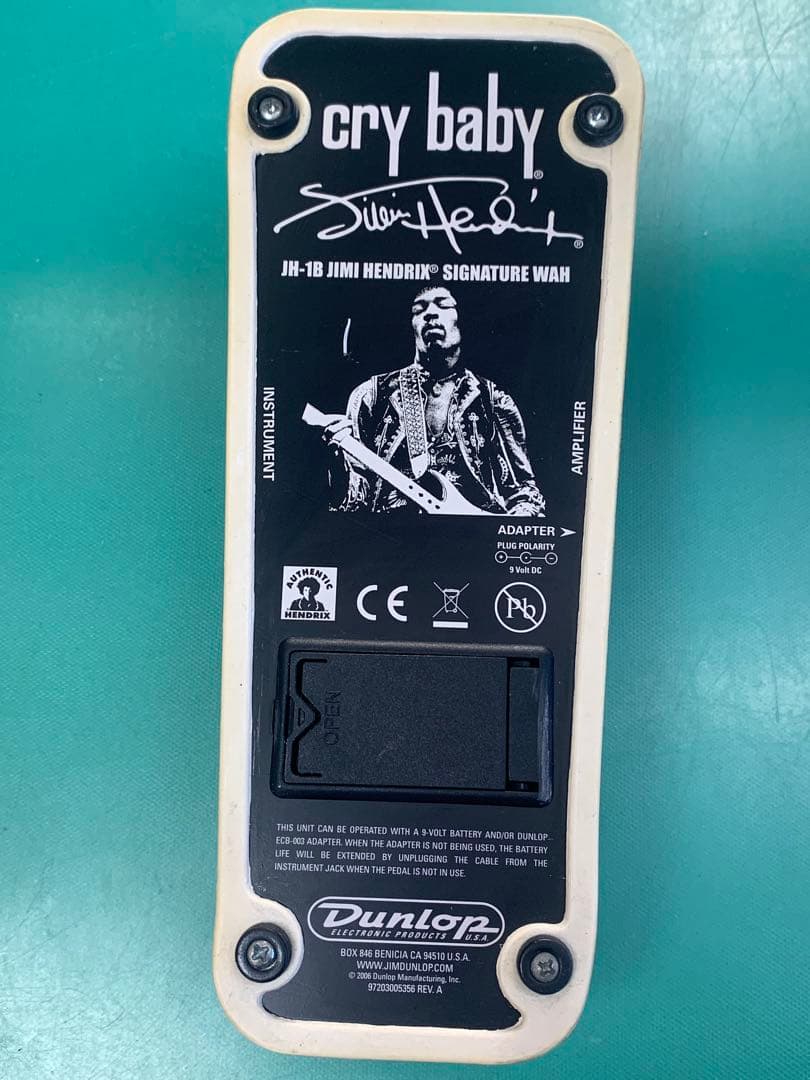 cry baby®
Jimi Hendrix®
JH-1B JIMI HENDRIX® SIGNATURE WAH
INSTRUMENT
AMPLIFIER
ADAPTER
PLUG POLARITY
9 Volt DC
AUTHENTIC
HENDRIX
CE
Pb
OPEN
THIS UNIT CAN BE OPERATED WITH A 9-VOLT BATTERY AND/OR DUNLOP
ECB-003 ADAPTER. WHEN THE ADAPTER IS NOT BEING USED, THE BATTERY
LIFE WILL BE EXTENDED BY UNPLUGGING THE CABLE FROM THE
INSTRUMENT JACK WHEN THE PEDAL IS NOT IN USE.
Dunlop
ELECTRONIC PRODUCTS U.S.A.
BOX 846 BENICIA CA 94510 U.S.A.
WWW.JIMDUNLOP.COM
© 2006 Dunlop Manufacturing, Inc.
97203005356 REV. A